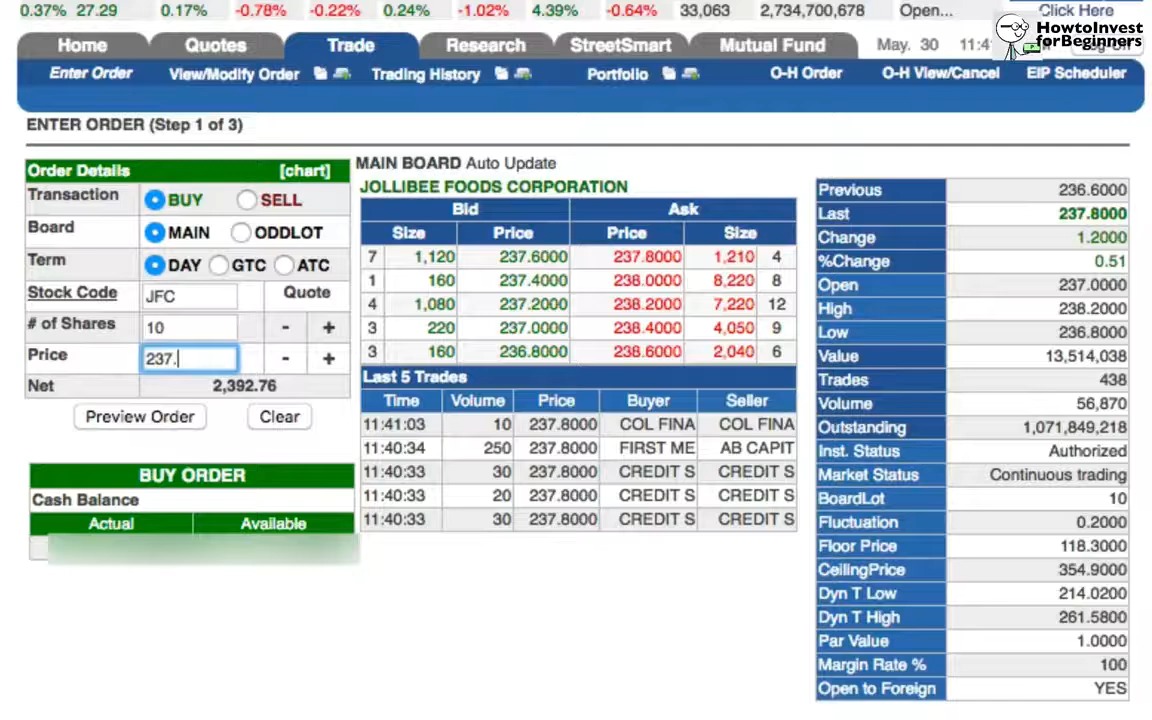 0.37% 27.29 0.17% -0.78% -0.22% 0.24% -1.02% 4.39% -0.64% 33,063 2,734,700,678 Open... Click Here
HowtoInvest
forBeginners
Home Quotes Trade Research StreetSmart Mutual Fund May. 30 11:4
Enter Order View/Modify Order Trading History Portfolio O-H Order O-H View/Cancel EIP Scheduler
ENTER ORDER (Step 1 of 3)
Order Details [chart]
Transaction BUY SELL
Board MAIN ODDLOT
Term DAY GTC ATC
Stock Code JFC Quote
# of Shares 10 - +
Price 237. - +
Net 2,392.76
Preview Order Clear
BUY ORDER
Cash Balance
Actual Available
MAIN BOARD Auto Update
JOLLIBEE FOODS CORPORATION
Bid Ask
Size Price Price Size
7 1,120 237.6000 237.8000 1,210 4
1 160 237.4000 238.0000 8,220 8
4 1,080 237.2000 238.2000 7,220 12
3 220 237.0000 238.4000 4,050 9
3 160 236.8000 238.6000 2,040 6
Last 5 Trades
Time Volume Price Buyer Seller
11:41:03 10 237.8000 COL FINA COL FINA
11:40:34 250 237.8000 FIRST ME AB CAPIT
11:40:33 30 237.8000 CREDIT S CREDIT S
11:40:33 20 237.8000 CREDIT S CREDIT S
11:40:33 30 237.8000 CREDIT S CREDIT S
Previous 236.6000
Last 237.8000
Change 1.2000
%Change 0.51
Open 237.0000
High 238.2000
Low 236.8000
Value 13,514,038
Trades 438
Volume 56,870
Outstanding 1,071,849,218
Inst. Status Authorized
Market Status Continuous trading
BoardLot 10
Fluctuation 0.2000
Floor Price 118.3000
CeilingPrice 354.9000
Dyn T Low 214.0200
Dyn T High 261.5800
Par Value 1.0000
Margin Rate % 100
Open to Foreign YES